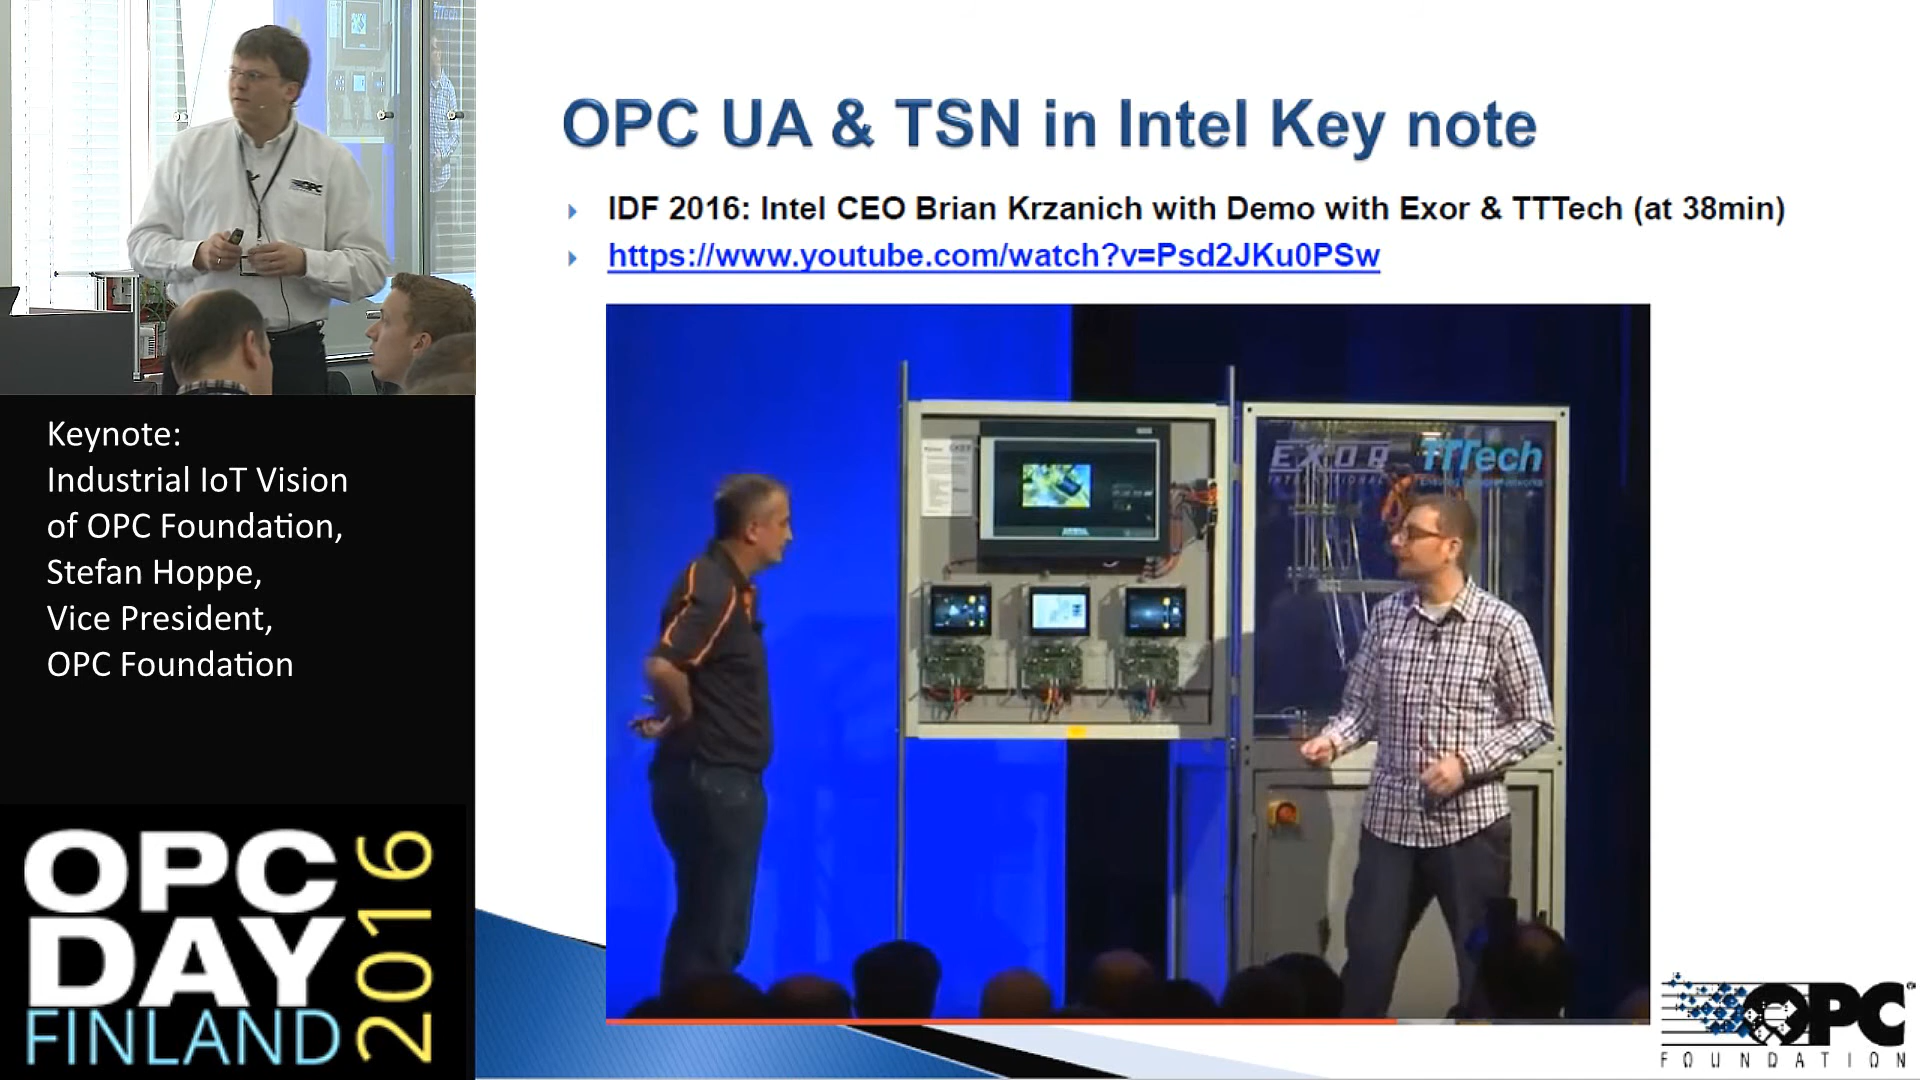 OPC UA & TSN in Intel Key note
IDF 2016: Intel CEO Brian Krzanich with Demo with Exor & TTTech (at 38min)
https://www.youtube.com/watch?v=Psd2JKu0PSw
EXOR
INTERNATIONAL
TTTech
OPC
Keynote:
Industrial IoT Vision
of OPC Foundation,
Stefan Hoppe,
Vice President,
OPC Foundation
OPC
DAY
FINLAND
2016
OPC
FOUNDATION